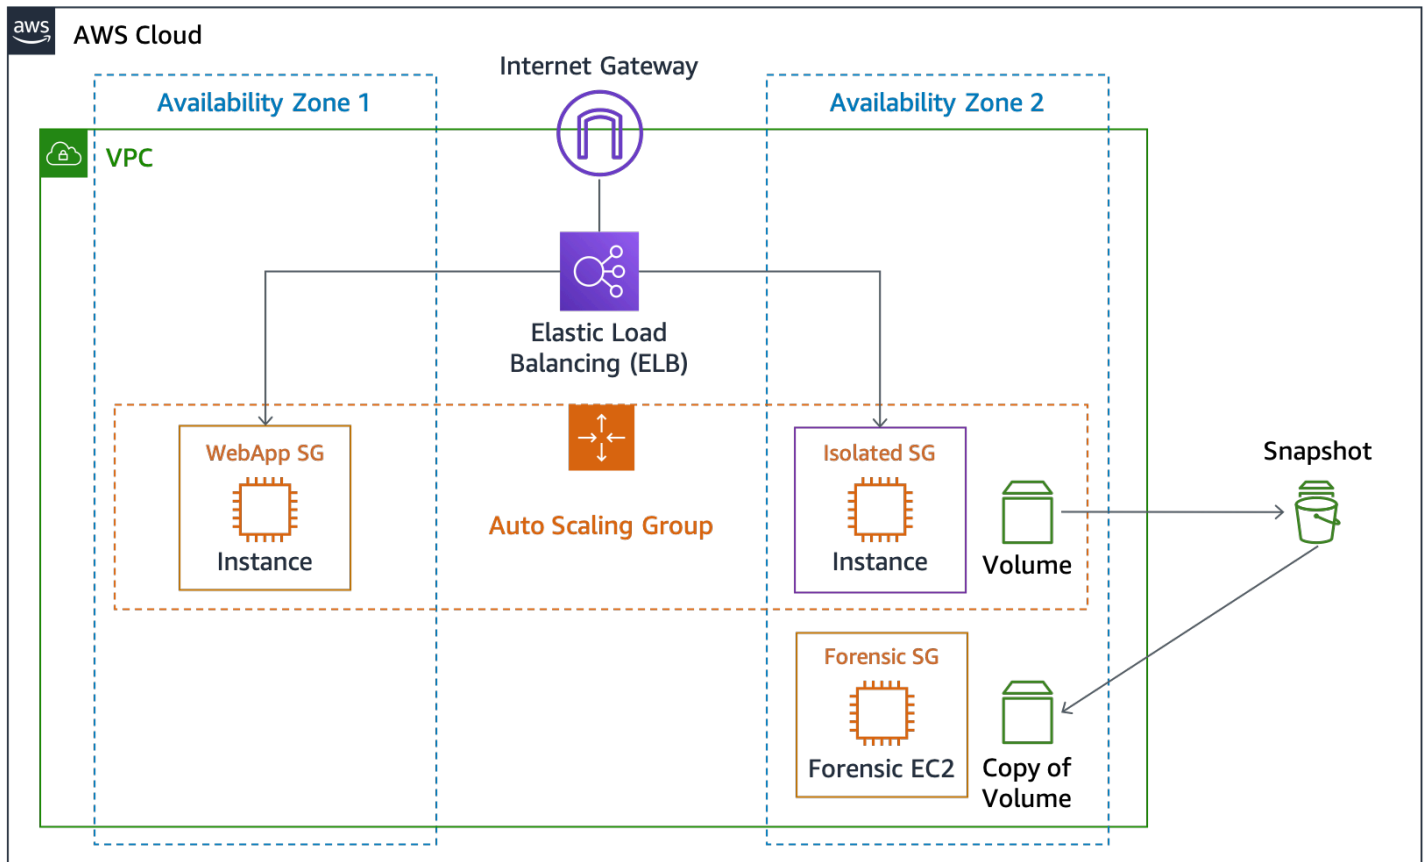 aws
AWS Cloud
Internet Gateway
Availability Zone 1
Availability Zone 2
VPC
Elastic Load
Balancing (ELB)
WebApp SG
Instance
Auto Scaling Group
Isolated SG
Instance
Volume
Snapshot
Forensic SG
Forensic EC2
Copy of
Volume